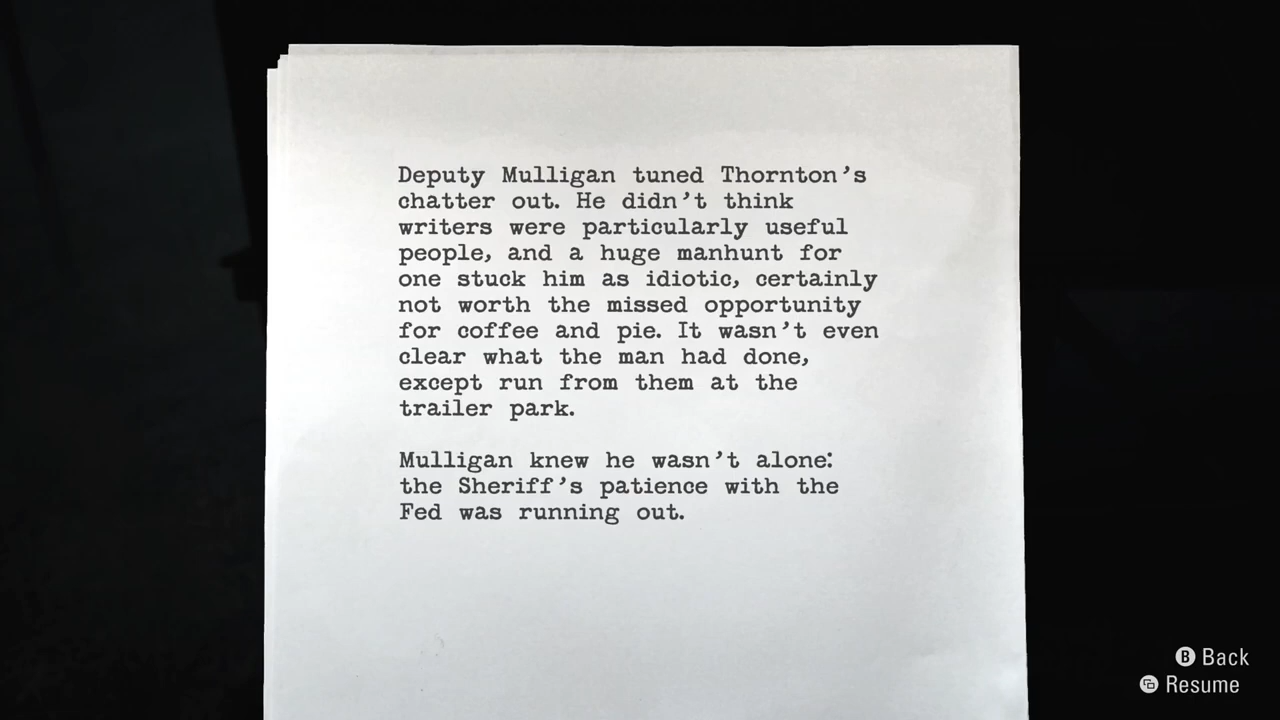 Deputy Mulligan tuned Thornton's
chatter out. He didn't think
writers were particularly useful
people, and a huge manhunt for
one stuck him as idiotic, certainly
not worth the missed opportunity
for coffee and pie. It wasn't even
clear what the man had done,
except run from them at the
trailer park.
Mulligan knew he wasn't alone:
the Sheriff's patience with the
Fed was running out.
B Back
Resume